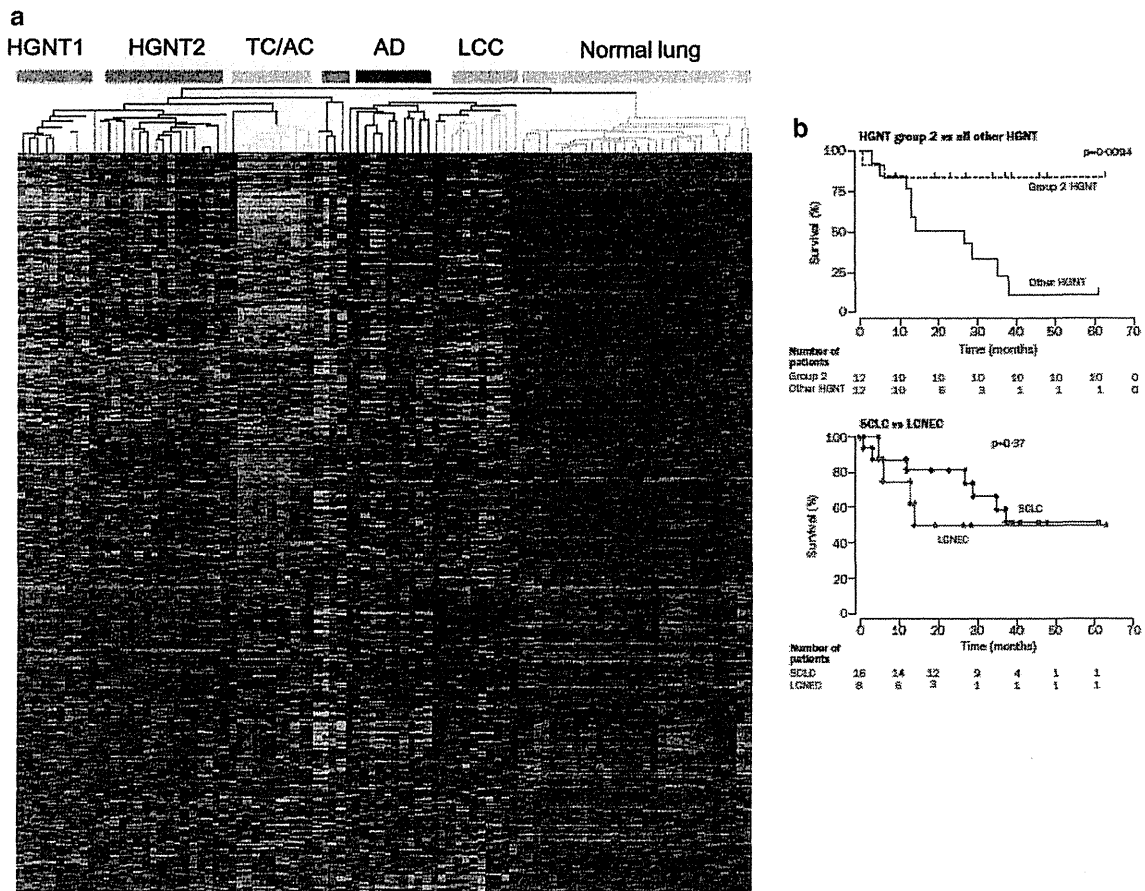 a
HGNT1 HGNT2 TC/AC AD LCC Normal lung
b
HGNT group 2 vs all other HGNT
p=0·0094
100
75
50
25
0
Survival (%)
Group 2 HGNT
Other HGNT
0 10 20 30 40 50 60 70
Time (months)
Number of patients
Group 2 12 10 10 10 10 10 10 0
Other HGNT 12 10 6 3 1 1 1 0
SCLC vs LCNEC
p=0·37
100
80
60
40
20
0
Survival (%)
SCLC
LCNEC
0 10 20 30 40 50 60 70
Time (months)
Number of patients
SCLC 16 14 12 9 4 1 1
LCNEC 8 6 3 1 1 1 1